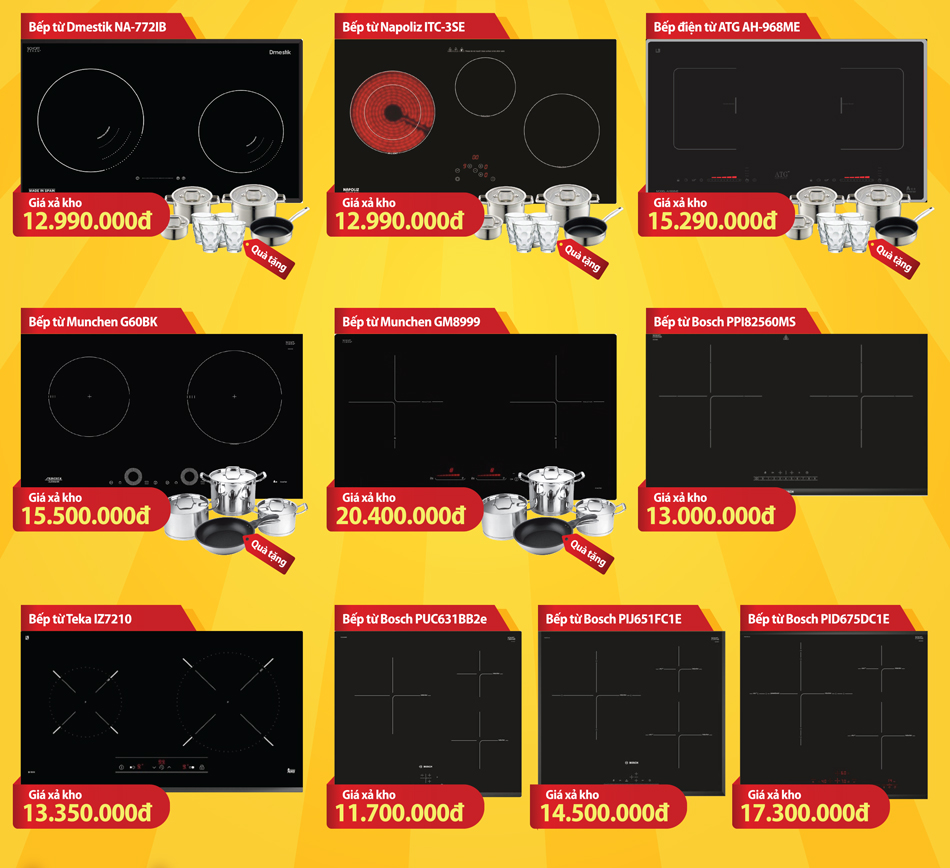 Bếp từ Dmestik NA-772IB
Dmestik
MADE IN SPAIN
Giá xả kho
12.990.000đ
Quà tặng
Bếp từ Napoliz ITC-3SE
NAPOLIZ
Giá xả kho
12.990.000đ
Quà tặng
Bếp điện từ ATG AH-968ME
ATG
Giá xả kho
15.290.000đ
Quà tặng
Bếp từ Munchen G60BK
Giá xả kho
15.500.000đ
Quà tặng
Bếp từ Munchen GM8999
Giá xả kho
20.400.000đ
Quà tặng
Bếp từ Bosch PPI82560MS
Giá xả kho
13.000.000đ
Bếp từ Teka IZ7210
Giá xả kho
13.350.000đ
Bếp từ Bosch PUC631BB2e
BOSCH
Giá xả kho
11.700.000đ
Bếp từ Bosch PIJ651FC1E
BOSCH
Giá xả kho
14.500.000đ
Bếp từ Bosch PID675DC1E
Giá xả kho
17.300.000đ